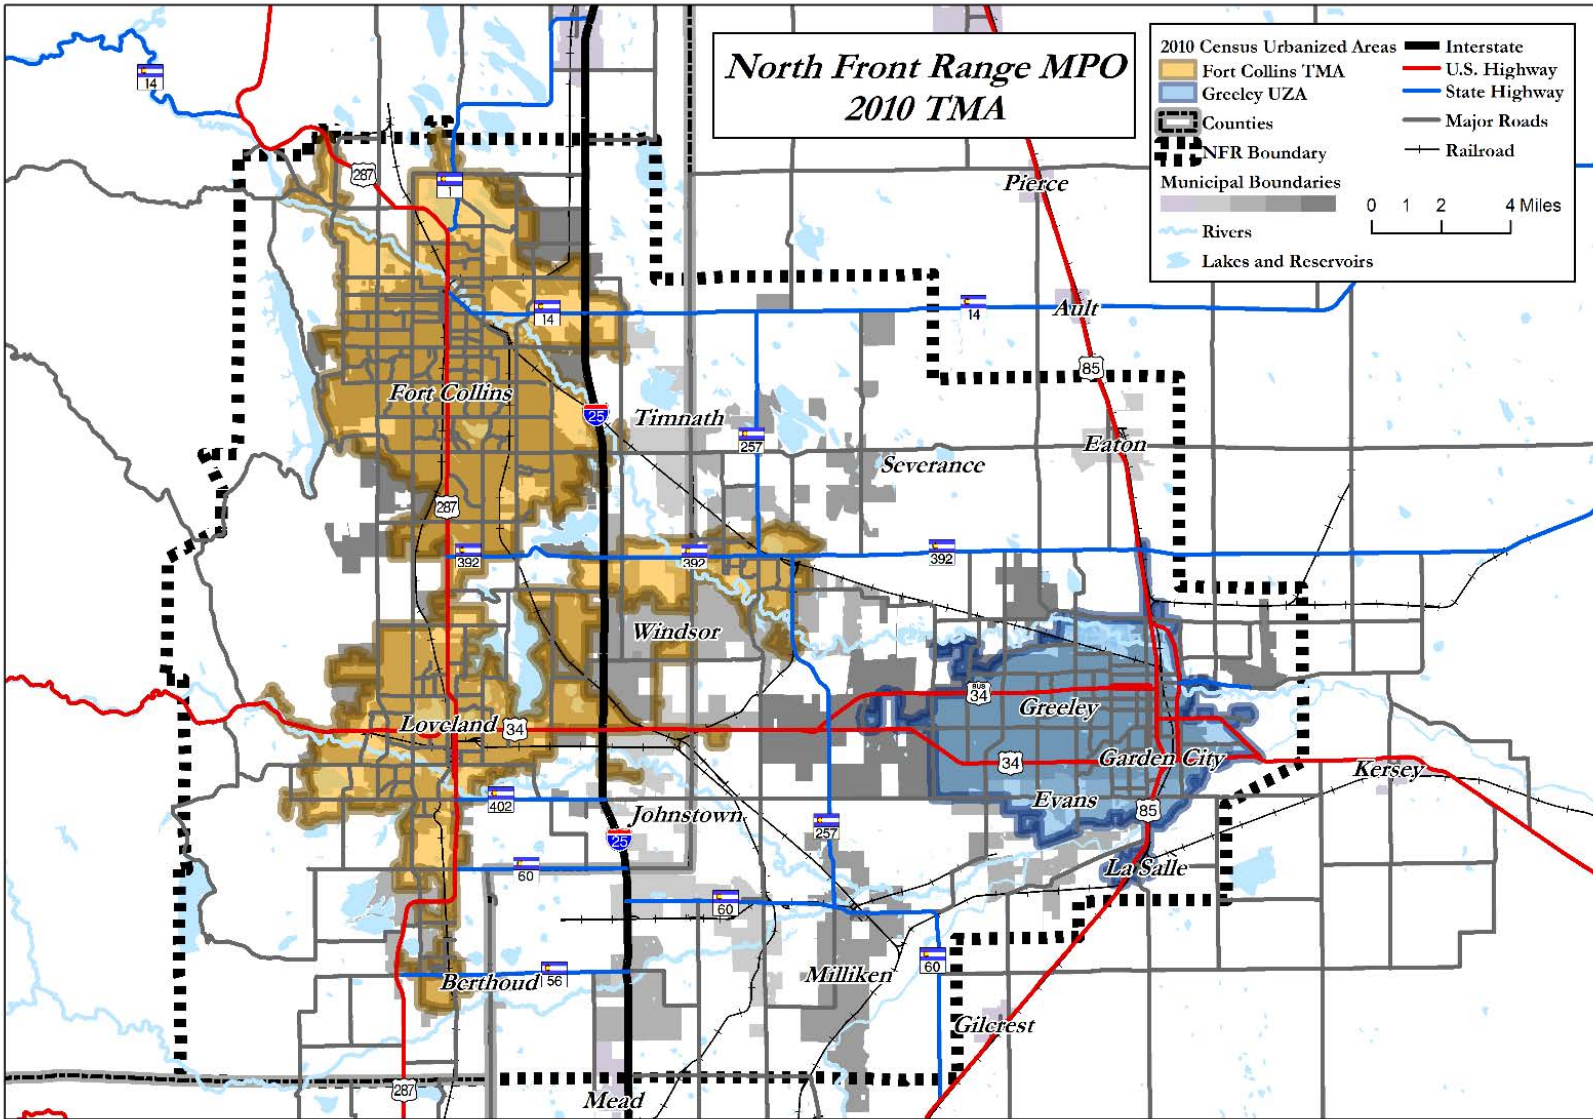 North Front Range MPO
2010 TMA
2010 Census Urbanized Areas
Fort Collins TMA
Greeley UZA
Counties
NFR Boundary
Municipal Boundaries
Rivers
Lakes and Reservoirs
Interstate
U.S. Highway
State Highway
Major Roads
Railroad
0 1 2 4 Miles
14
287
1
Pierce
14
14
Ault
85
Fort Collins
25
Timnath
257
Eaton
Severance
287
392
392
392
Windsor
BUS
34
Greeley
Loveland
34
34
Garden City
Kersey
402
Evans
85
Johnstown
257
25
60
La Salle
60
60
Berthoud
56
Milliken
Gilcrest
287
Mead